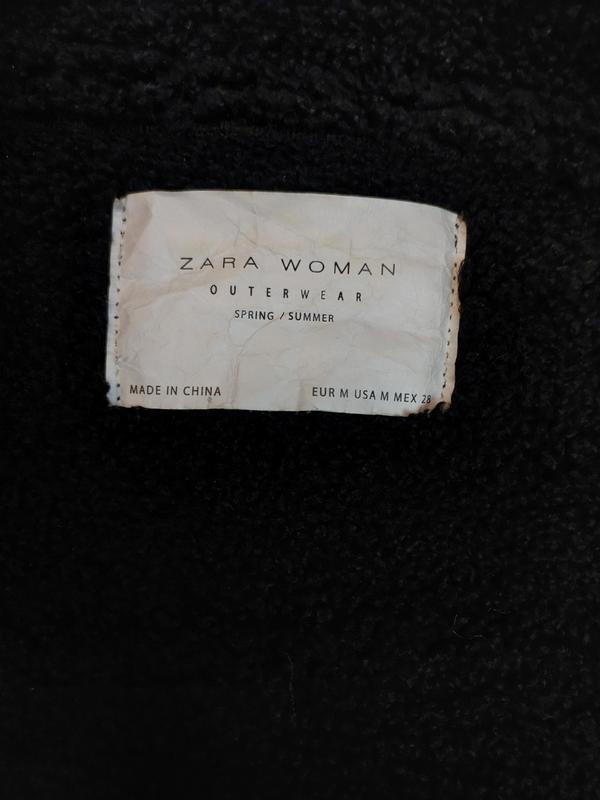 ZARA WOMAN
OUTERWEAR
SPRING / SUMMER
MADE IN CHINA EUR M USA M MEX 28